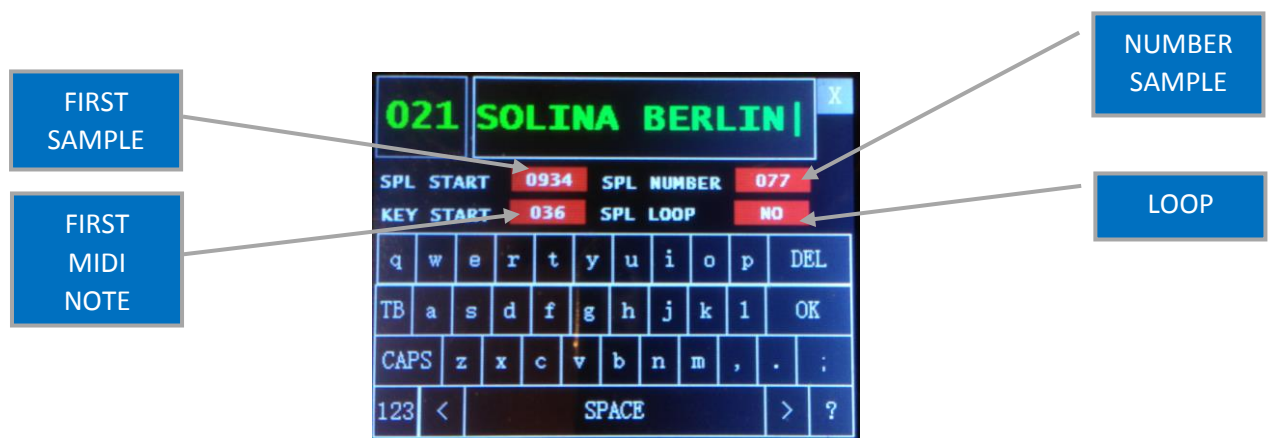 NUMBER
SAMPLE
FIRST
SAMPLE
021 SOLINA BERLIN| X
SPL START 0934 SPL NUMBER 077
KEY START 036 SPL LOOP NO
LOOP
FIRST
MIDI
NOTE
q w e r t y u i o p DEL
TB a s d f g h j k l OK
CAPS z x c v b n m , . ;
123 < SPACE > ?